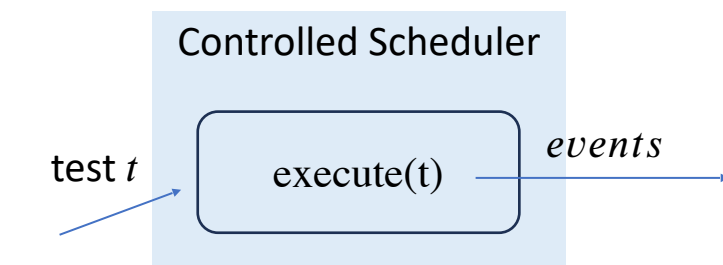 Controlled Scheduler
test t
execute(t)
events